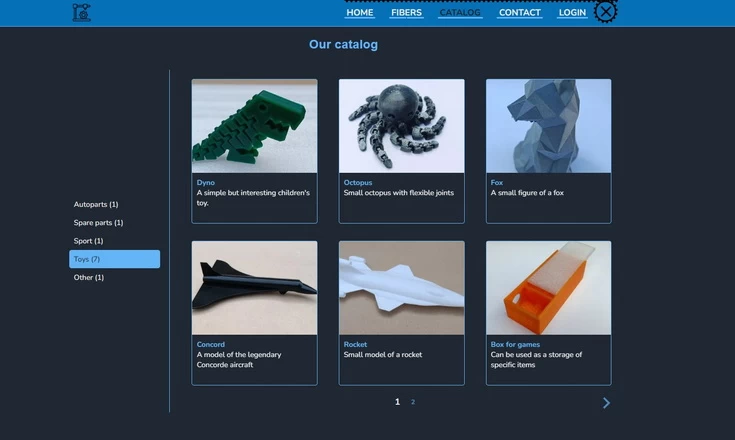 HOME FIBERS CATALOG CONTACT LOGIN
Our catalog
Autoparts (1)
Spare parts (1)
Sport (1)
Toys (7)
Other (1)
Dyno
A simple but interesting children's
toy.
Octopus
Small octopus with flexible joints
Fox
A small figure of a fox
Concord
A model of the legendary
Concorde aircraft
Rocket
Small model of a rocket
Box for games
Can be used as a storage of
specific items
1 2